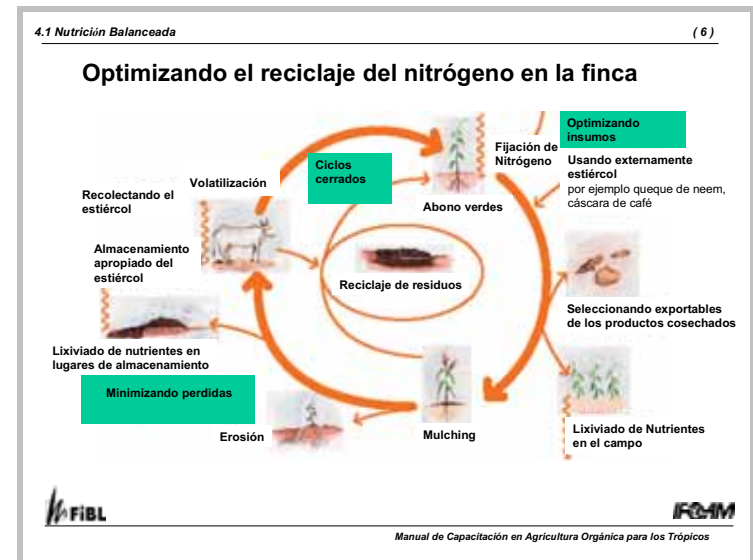 4.1 Nutrición Balanceada
( 6 )
Optimizando el reciclaje del nitrógeno en la finca
Optimizando
insumos
Fijación de
Nitrógeno
Usando externamente
estiércol
por ejemplo queque de neem,
cáscara de café
Ciclos
cerrados
Volatilización
Recolectando el
estiércol
Abono verdes
Almacenamiento
apropiado del
estiércol
Reciclaje de residuos
Seleccionando exportables
de los productos cosechados
Lixiviado de nutrientes en
lugares de almacenamiento
Minimizando perdidas
Erosión
Mulching
Lixiviado de Nutrientes
en el campo
FiBL
IFOAM
Manual de Capacitación en Agricultura Orgánica para los Trópicos